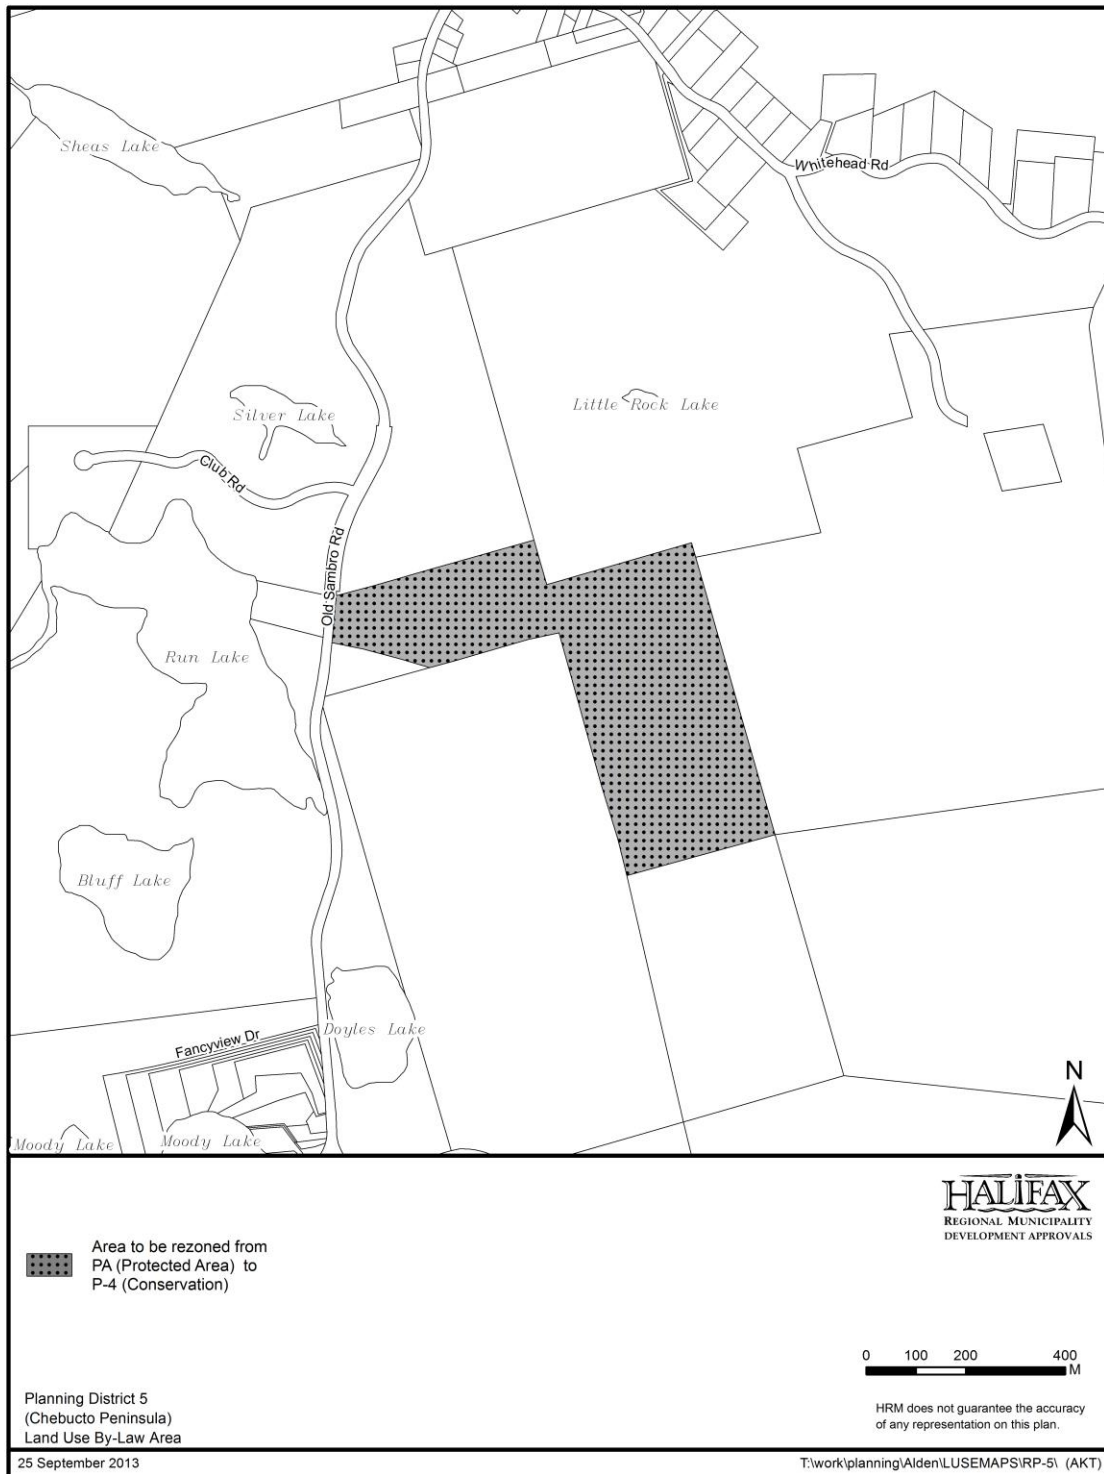 Sheas Lake
Whitehead Rd
Silver Lake
Little Rock Lake
Club Rd
Old Sambro Rd
Run Lake
Bluff Lake
Doyles Lake
Fancyview Dr
Moody Lake
Moody Lake
N
HALIFAX
REGIONAL MUNICIPALITY
DEVELOPMENT APPROVALS
Area to be rezoned from
PA (Protected Area) to
P-4 (Conservation)
0 100 200 400
M
Planning District 5
(Chebucto Peninsula)
Land Use By-Law Area
HRM does not guarantee the accuracy
of any representation on this plan.
25 September 2013
T:\work\planning\Alden\LUSEMAPS\RP-5\ (AKT)